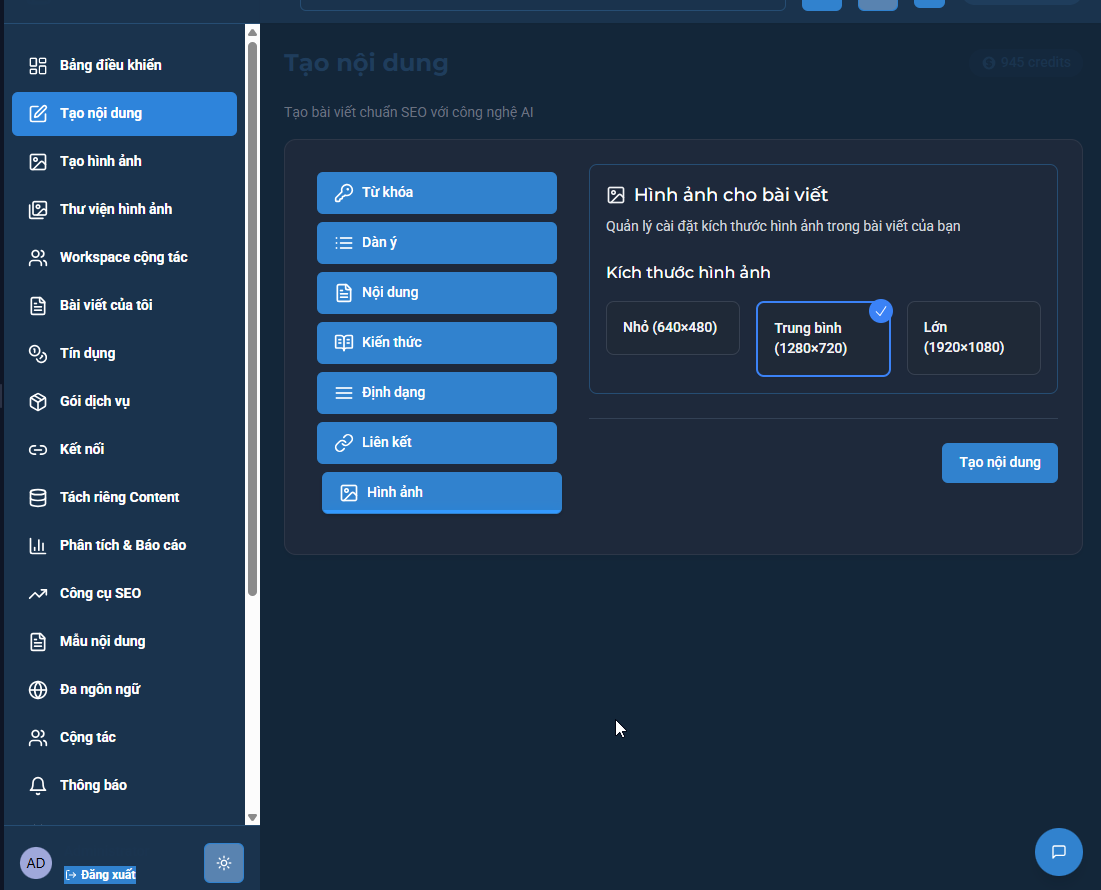 Bảng điều khiển
Tạo nội dung
Tạo hình ảnh
Thư viện hình ảnh
Workspace cộng tác
Bài viết của tôi
Tín dụng
Gói dịch vụ
Kết nối
Tách riêng Content
Phân tích & Báo cáo
Công cụ SEO
Mẫu nội dung
Đa ngôn ngữ
Cộng tác
Thông báo
AD
Đăng xuất
Tạo nội dung
945 credits
Tạo bài viết chuẩn SEO với công nghệ AI
Từ khóa
Dàn ý
Nội dung
Kiến thức
Định dạng
Liên kết
Hình ảnh
Hình ảnh cho bài viết
Quản lý cài đặt kích thước hình ảnh trong bài viết của bạn
Kích thước hình ảnh
Nhỏ (640×480)
Trung bình
(1280×720)
Lớn
(1920×1080)
Tạo nội dung